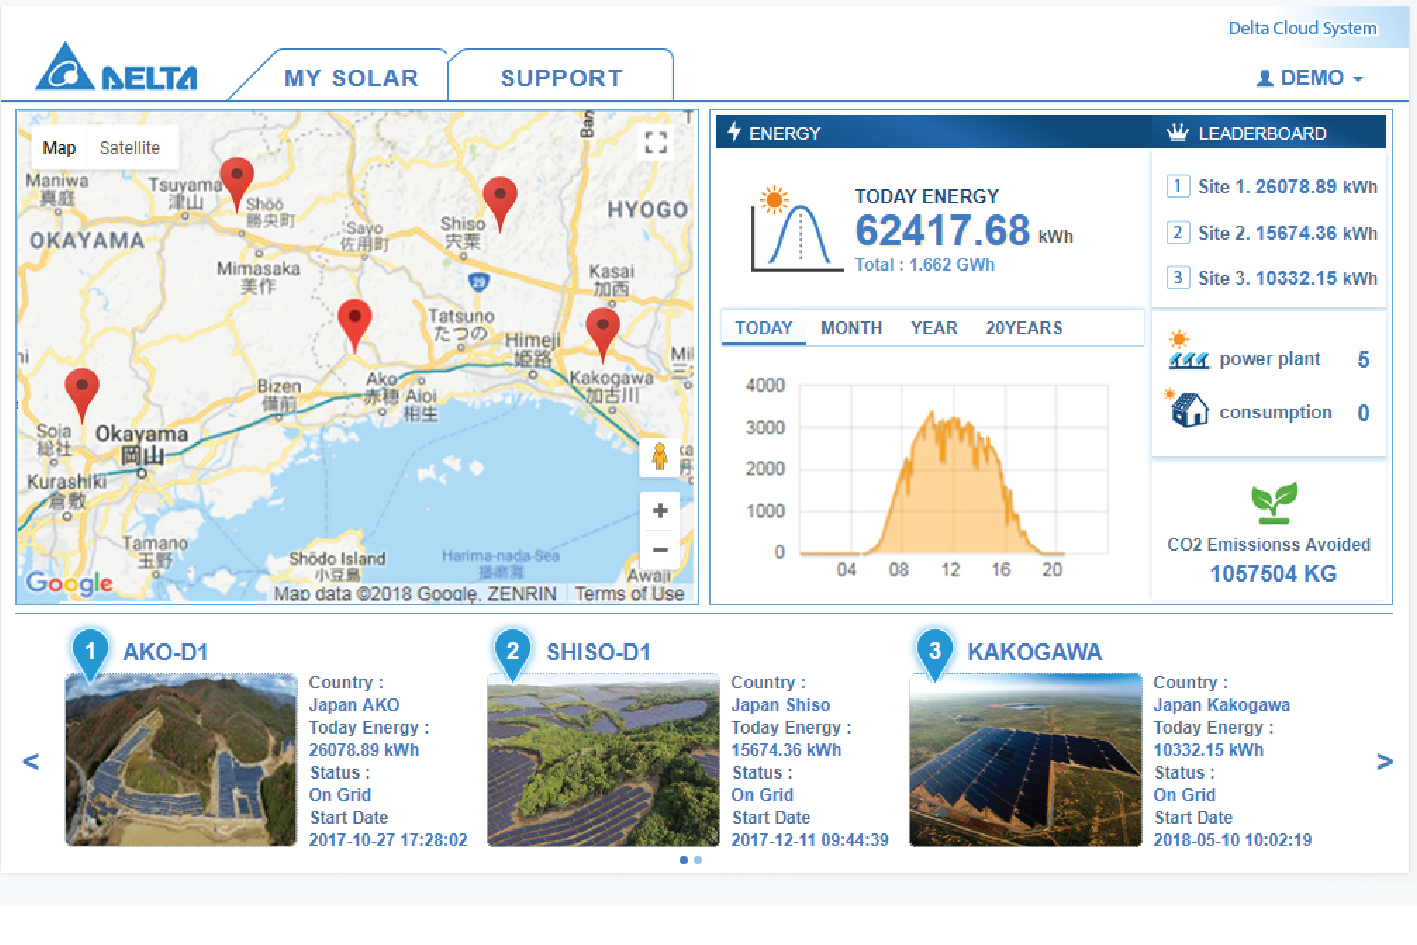 Delta Cloud System
DELTA
MY SOLAR
SUPPORT
DEMO
Map
Satellite
Maniwa
真庭
Tsuyama
津山
Shōō
勝央町
OKAYAMA
Sayo
佐用町
Shiso
宍粟
HYOGO
Mimasaka
美作
29
Kasai
加西
Tatsuno
たつの
Himeji
姫路
Bizen
備前
Ako
赤穂
Aioi
相生
Kakogawa
加古川
Soja
総社
Okayama
岡山
Kurashiki
倉敷
Tamano
玉野
Shōdo Island
小豆島
Harima-nada-Sea
播磨灘
Awaji
Google
Map data ©2018 Google, ZENRIN
Terms of Use
+
−
ENERGY
TODAY ENERGY
62417.68 kWh
Total : 1.662 GWh
TODAY MONTH YEAR 20YEARS
4000
3000
2000
1000
0
04 08 12 16 20
LEADERBOARD
1 Site 1. 26078.89 kWh
2 Site 2. 15674.36 kWh
3 Site 3. 10332.15 kWh
power plant 5
consumption 0
CO2 Emissionss Avoided
1057504 KG
<
1 AKO-D1
Country :
Japan AKO
Today Energy :
26078.89 kWh
Status :
On Grid
Start Date
2017-10-27 17:28:02
2 SHISO-D1
Country :
Japan Shiso
Today Energy :
15674.36 kWh
Status :
On Grid
Start Date
2017-12-11 09:44:39
3 KAKOGAWA
Country :
Japan Kakogawa
Today Energy :
10332.15 kWh
Status :
On Grid
Start Date
2018-05-10 10:02:19
>